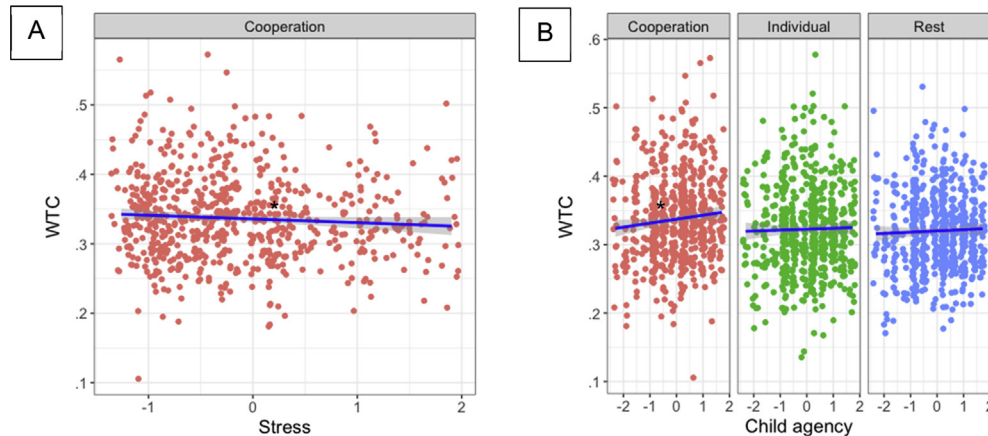 A
Cooperation
WTC
.5
.4
.3
.2
.1
-1
0
1
2
Stress
*
B
Cooperation
Individual
Rest
WTC
.6
.5
.4
.3
.2
.1
-2 -1 0 1 2
-2 -1 0 1 2
-2 -1 0 1 2
Child agency
*